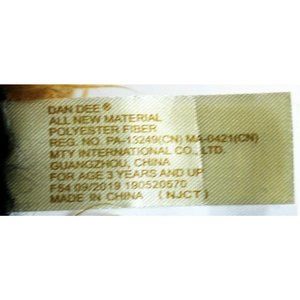 DAN DEE ®
ALL NEW MATERIAL
POLYESTER FIBER
REG. NO. PA-13249(CN) MA-0421(CN)
MTY INTERNATIONAL CO., LTD.
GUANGZHOU, CHINA
FOR AGE 3 YEARS AND UP
F54 09/2019 190520570
MADE IN CHINA (NJCT)